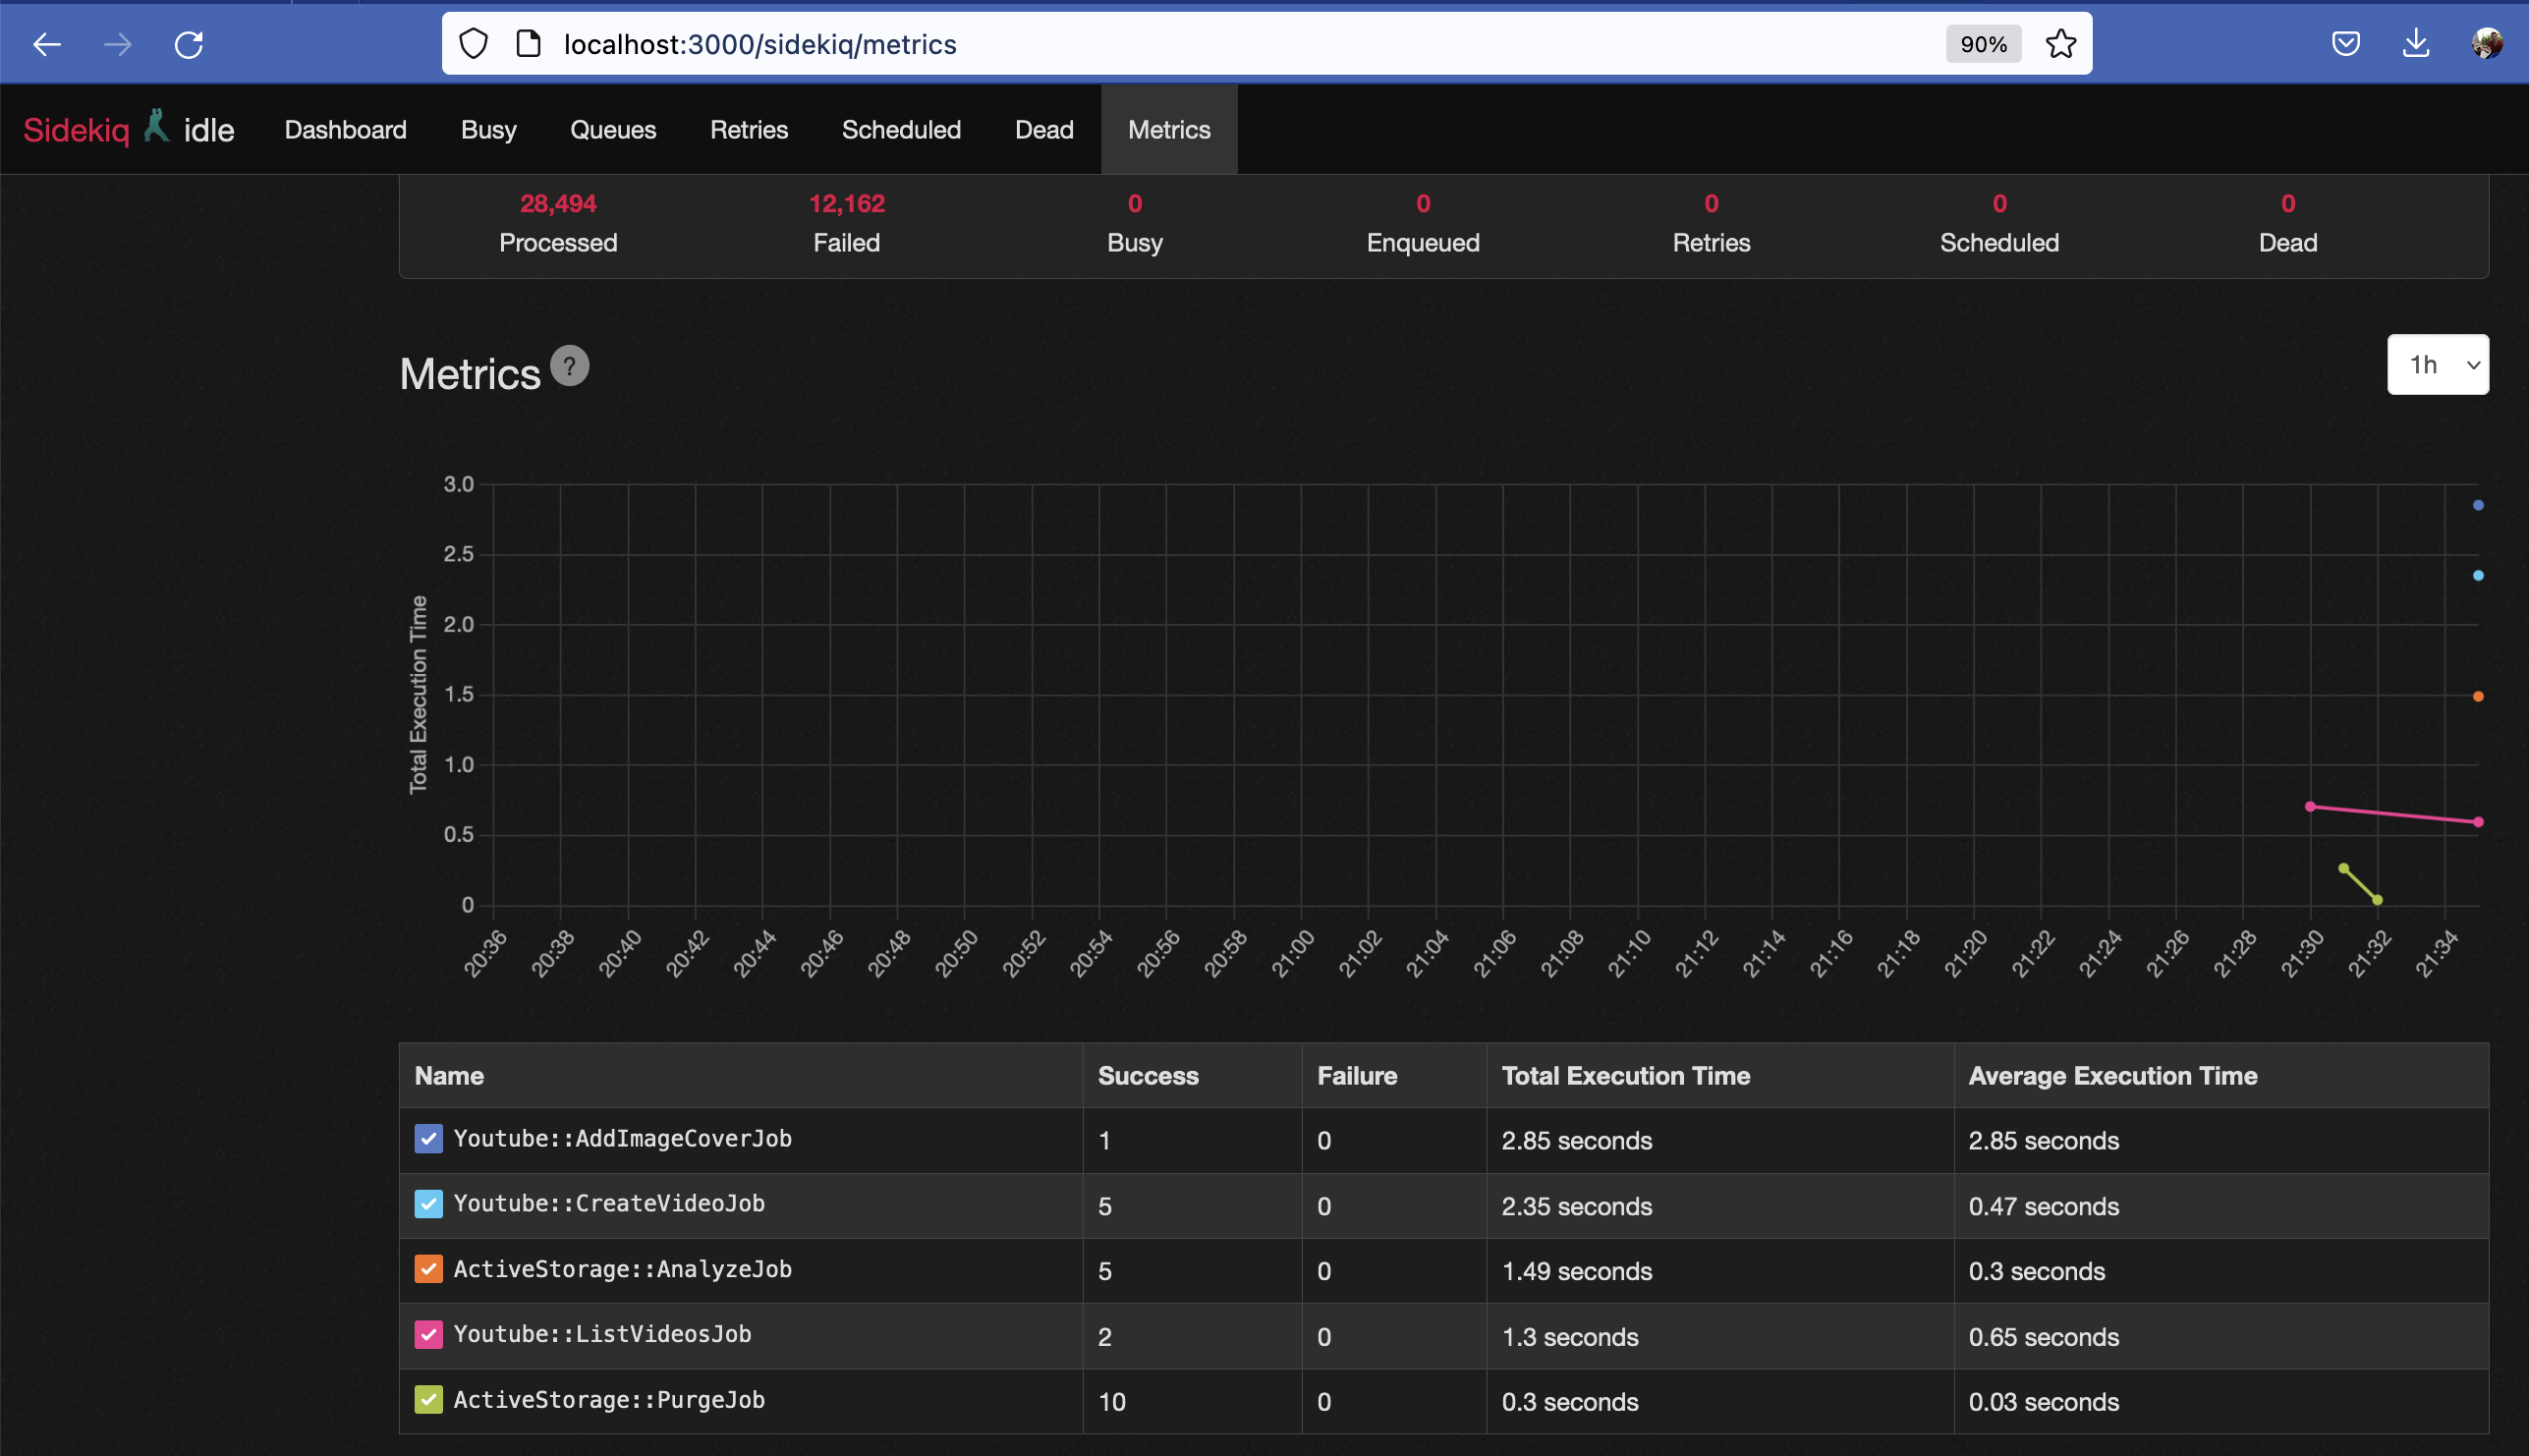 localhost:3000/sidekiq/metrics 90%
Sidekiq idle Dashboard Busy Queues Retries Scheduled Dead Metrics
28,494 12,162 0 0 0 0 0
Processed Failed Busy Enqueued Retries Scheduled Dead
Metrics ? 1h
3.0
2.5
2.0
1.5
1.0
0.5
0
Total Execution Time
20:36 20:38 20:40 20:42 20:44 20:46 20:48 20:50 20:52 20:54 20:56 20:58 21:00 21:02 21:04 21:06 21:08 21:10 21:12 21:14 21:16 21:18 21:20 21:22 21:24 21:26 21:28 21:30 21:32 21:34
Name Success Failure Total Execution Time Average Execution Time
Youtube::AddImageCoverJob 1 0 2.85 seconds 2.85 seconds
Youtube::CreateVideoJob 5 0 2.35 seconds 0.47 seconds
ActiveStorage::AnalyzeJob 5 0 1.49 seconds 0.3 seconds
Youtube::ListVideosJob 2 0 1.3 seconds 0.65 seconds
ActiveStorage::PurgeJob 10 0 0.3 seconds 0.03 seconds